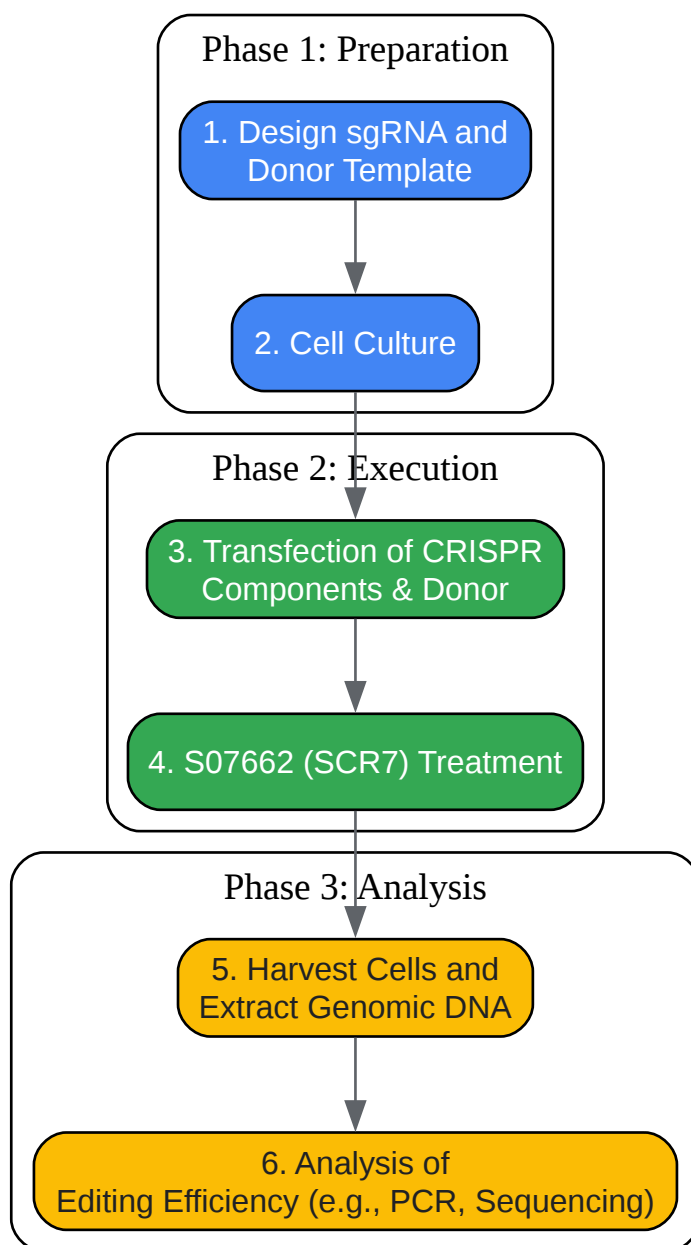 Phase 1: Preparation
1. Design sgRNA and
Donor Template
2. Cell Culture
Phase 2: Execution
3. Transfection of CRISPR
Components & Donor
4. S07662 (SCR7) Treatment
Phase 3: Analysis
5. Harvest Cells and
Extract Genomic DNA
6. Analysis of
Editing Efficiency (e.g., PCR, Sequencing)